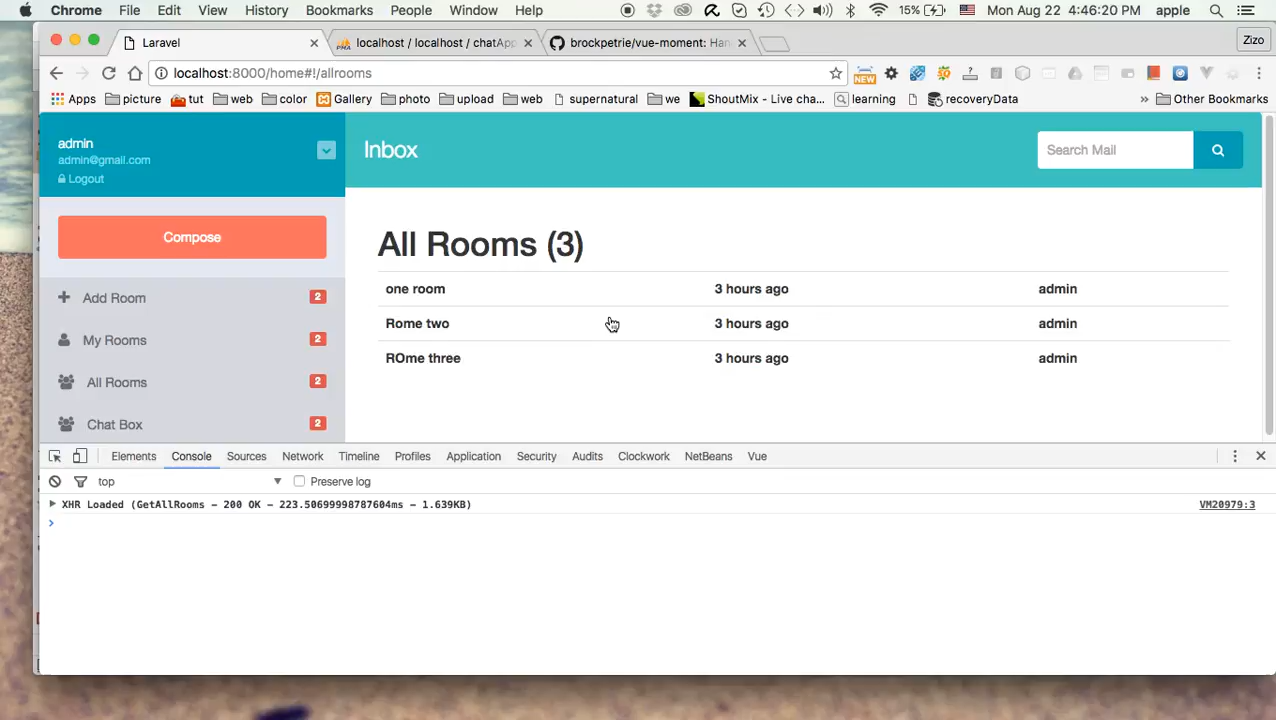 Chrome File Edit View History Bookmarks People Window Help 15% Mon Aug 22 4:46:20 PM apple
Laravel localhost / localhost / chatApp brockpetrie/vue-moment: Han Zizo
localhost:8000/home#!/allrooms
NEW
Apps picture tut web color Gallery photo upload web supernatural we ShoutMix - Live cha... learning recoveryData » Other Bookmarks
admin
admin@gmail.com
Logout
Inbox
Search Mail
Compose
Add Room 2
My Rooms 2
All Rooms 2
Chat Box 2
All Rooms (3)
one room 3 hours ago admin
Rome two 3 hours ago admin
ROme three 3 hours ago admin
Elements Console Sources Network Timeline Profiles Application Security Audits Clockwork NetBeans Vue
top Preserve log
XHR Loaded (GetAllRooms - 200 OK - 223.50699998787604ms - 1.639KB) VM20979:3